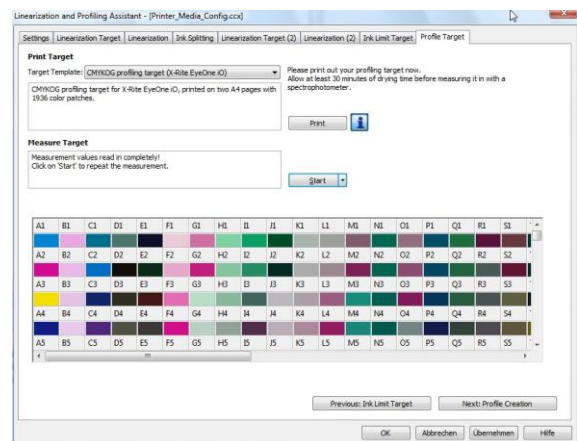 Linearization and Profiling Assistant - [Printer_Media_Config.ccx]
Settings Linearization Target Linearization Ink Splitting Linearization Target (2) Linearization (2) Ink Limit Target Profile Target
Print Target
Target Template: CMYKOG profiling target (X-Rite EyeOne iO)
CMYKOG profiling target for X-Rite EyeOne iO, printed on two A4 pages with
1936 color patches.
Please print out your profiling target now.
Allow at least 30 minutes of drying time before measuring it in with a
spectrophotometer.
Print
Measure Target
Measurement values read in completely!
Click on 'Start' to repeat the measurement.
Start
A1 B1 C1 D1 E1 F1 G1 H1 I1 J1 K1 L1 M1 N1 O1 P1 Q1 R1 S1
A2 B2 C2 D2 E2 F2 G2 H2 I2 J2 K2 L2 M2 N2 O2 P2 Q2 R2 S2
A3 B3 C3 D3 E3 F3 G3 H3 I3 J3 K3 L3 M3 N3 O3 P3 Q3 R3 S3
A4 B4 C4 D4 E4 F4 G4 H4 I4 J4 K4 L4 M4 N4 O4 P4 Q4 R4 S4
A5 B5 C5 D5 E5 F5 G5 H5 I5 J5 K5 L5 M5 N5 O5 P5 Q5 R5 S5
Previous: Ink Limit Target
Next: Profile Creation
OK Abbrechen Übernehmen Hilfe